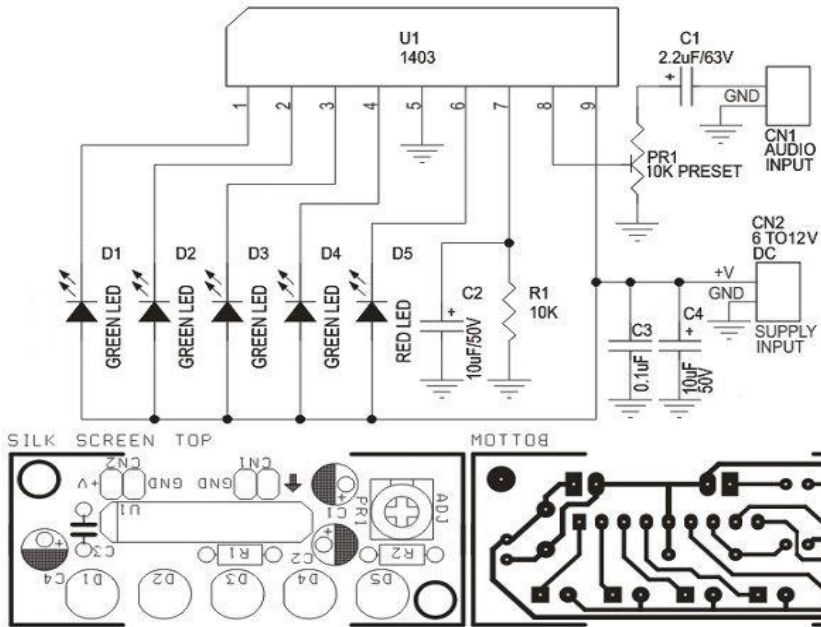 U1
1403
1 2 3 4 5 6 7 8 9
C1
2.2uF/63V
+
GND
CN1
AUDIO
INPUT
PR1
10K PRESET
CN2
6 TO12V
DC
+V
GND
SUPPLY
INPUT
D1
GREEN LED
D2
GREEN LED
D3
GREEN LED
D4
GREEN LED
D5
RED LED
C2
+
10uF/50V
R1
10K
C3
0.1uF
C4
+
10uF
50V
SILK SCREEN TOP
MOTTOB
+V
CN2
GND
GND
CN1
U1
C1
+
PR1
ADJ
C3
C4
+
R1
C2
+
R2
D1
D2
D3
D4
D5